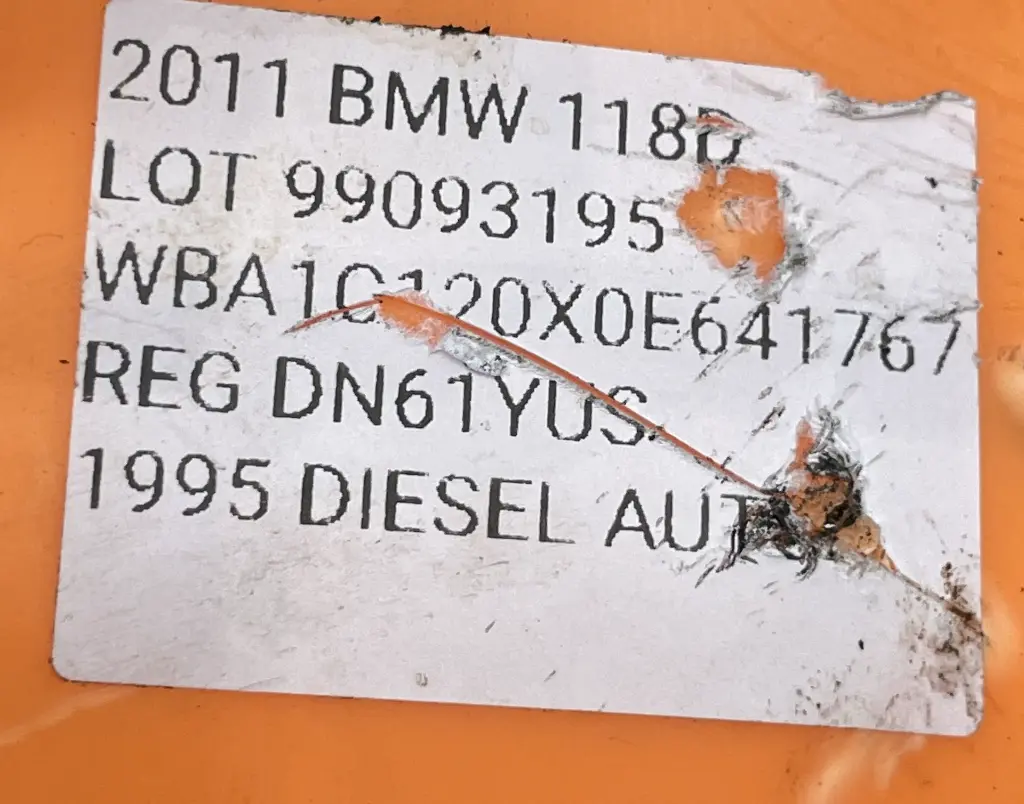 2011 BMW 118D
LOT 99093195
WBA1C120X0E641767
REG DN61YUS
1995 DIESEL AUT